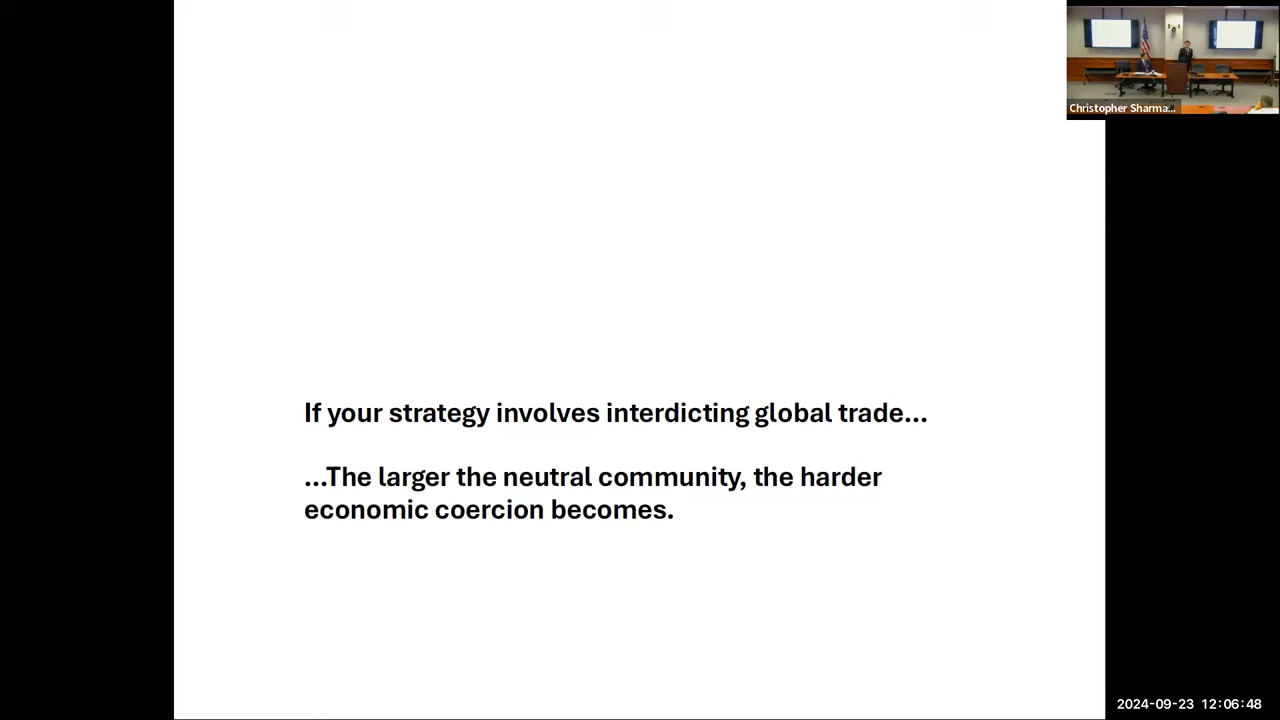 Christopher Sharma...
If your strategy involves interdicting global trade...
...The larger the neutral community, the harder
economic coercion becomes.
2024-09-23 12:06:48